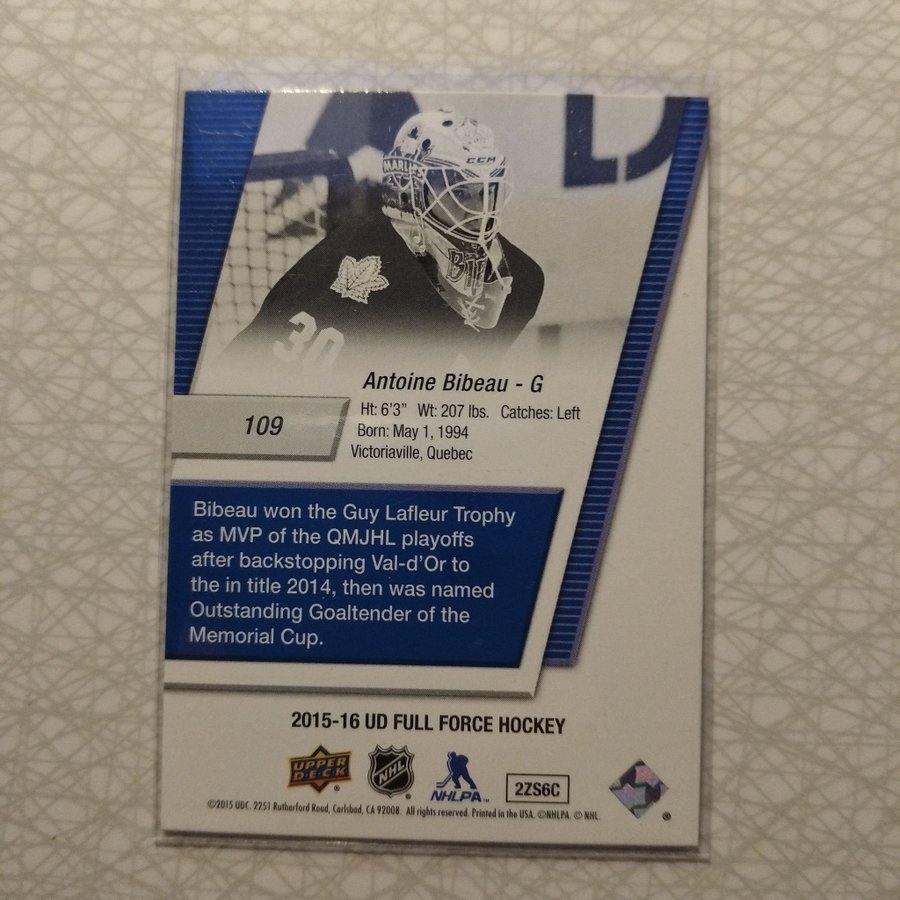 CCM
MARLIES
30
Antoine Bibeau - G
Ht: 6'3" Wt: 207 lbs. Catches: Left
Born: May 1, 1994
Victoriaville, Quebec
109
Bibeau won the Guy Lafleur Trophy
as MVP of the QMJHL playoffs
after backstopping Val-d'Or to
the in title 2014, then was named
Outstanding Goaltender of the
Memorial Cup.
2015-16 UD FULL FORCE HOCKEY
UPPER
DECK
NHL
NHLPA™
2ZS6C
©2015 UDC. 2251 Rutherford Road, Carlsbad, CA 92008. All rights reserved. Printed in the USA. ©NHLPA. © NHL.